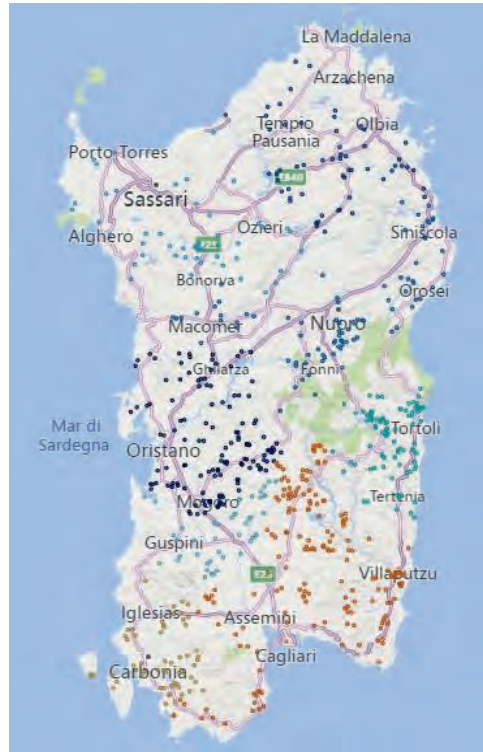 La Maddalena
Arzachena
Tempio
Pausania
Olbia
Porto Torres
E840
Sassari
Alghero
Ozieri
Siniscola
E25
Bonorva
Orosei
Macomer
Nuoro
Ghilarza
Fonni
Mar di
Sardegna
Oristano
Tortolì
Mogoro
Tertenia
Guspini
E25
Villaputzu
Iglesias
Assemini
Cagliari
Carbonia